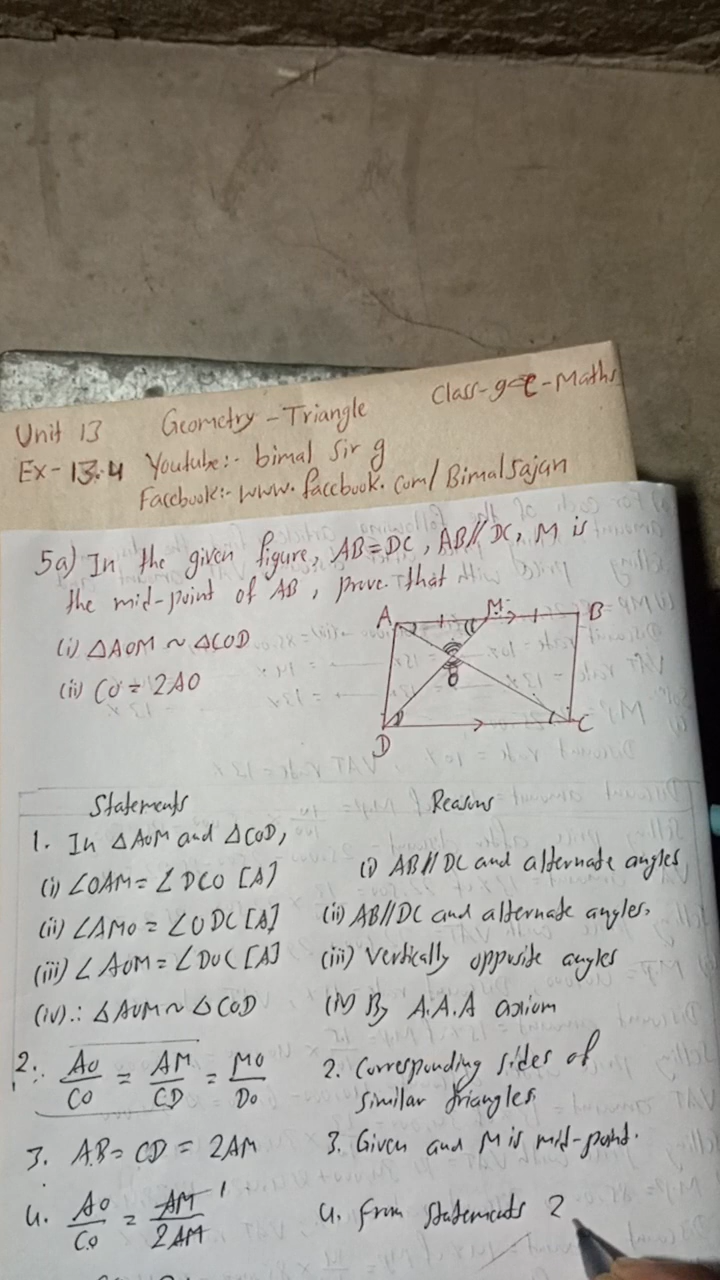 Unit 13 Geometry - Triangle Class-9 - Maths
Ex-13.4 Youtube:- bimal Sir g
Facebook:- www.facebook.com/Bimalsajan
5a) In the given figure, AB=DC, AB//DC, M is
the mid-point of AB, prove that
(i) △AOM ~ △COD
(ii) CO = 2AO
A M B
O
D C
Statements Reasons
1. In △AOM and △COD,
(i) ∠OAM = ∠DCO [A] (i) AB//DC and alternate angles
(ii) ∠AMO = ∠ODC [A] (ii) AB//DC and alternate angles.
(iii) ∠AOM = ∠DOC [A] (iii) Vertically opposite angles
(iv) ∴ △AOM ~ △COD (iv) By A.A.A axiom
2. ∴ AO/CO = AM/CD = MO/DO 2. Corresponding sides of
similar triangles
3. AB = CD = 2AM 3. Given and M is mid-point.
4. AO/CO = AM 1/2AM 4. From statements 2